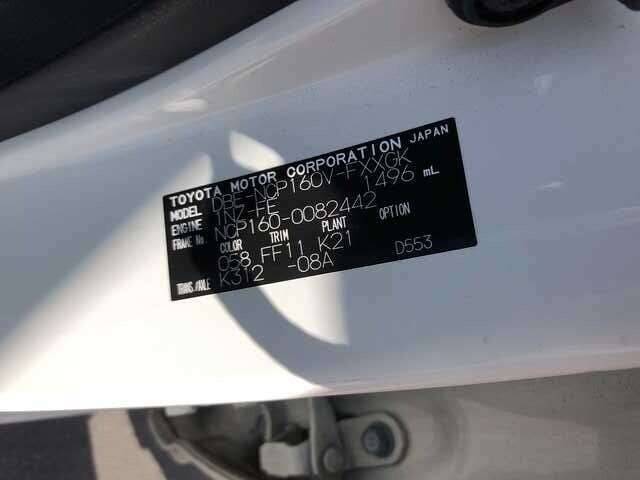 TOYOTA MOTOR CORPORATION JAPAN
MODEL DBE-NCP160V-FXXGK
ENGINE 1NZ-FE 1496 mL
FRAME No. NCP160-0082442
COLOR TRIM PLANT OPTION
058 FF11 K21
TRANS./AXLE K312 -08A D553